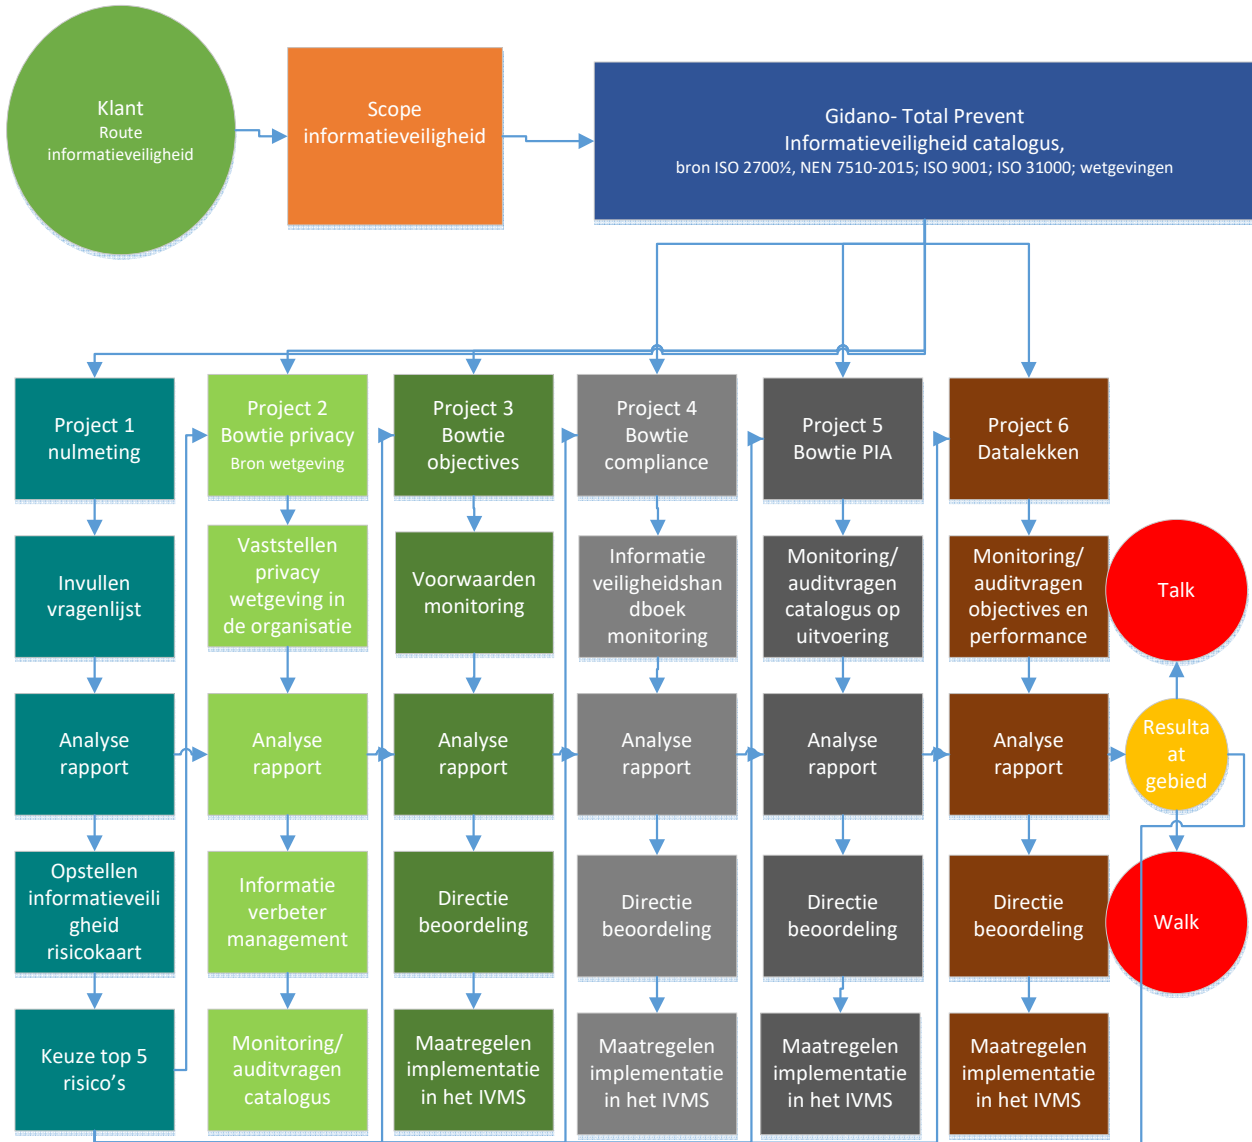 Klant
Route
informatieveiligheid
Scope
informatieveiligheid
Gidano- Total Prevent
Informatieveiligheid catalogus,
bron ISO 2700½, NEN 7510-2015; ISO 9001; ISO 31000; wetgevingen
Project 1
nulmeting
Project 2
Bowtie privacy
Bron wetgeving
Project 3
Bowtie
objectives
Project 4
Bowtie
compliance
Project 5
Bowtie PIA
Project 6
Datalekken
Invullen
vragenlijst
Vaststellen
privacy
wetgeving in
de organisatie
Voorwaarden
monitoring
Informatie
veiligheidshan
dboek
monitoring
Monitoring/
auditvragen
catalogus op
uitvoering
Monitoring/
auditvragen
objectives en
performance
Talk
Analyse
rapport
Analyse
rapport
Analyse
rapport
Analyse
rapport
Analyse
rapport
Analyse
rapport
Resulta
at
gebied
Opstellen
informatieveili
gheid
risicokaart
Informatie
verbeter
management
Directie
beoordeling
Directie
beoordeling
Directie
beoordeling
Directie
beoordeling
Walk
Keuze top 5
risico's
Monitoring/
auditvragen
catalogus
Maatregelen
implementatie
in het IVMS
Maatregelen
implementatie
in het IVMS
Maatregelen
implementatie
in het IVMS
Maatregelen
implementatie
in het IVMS